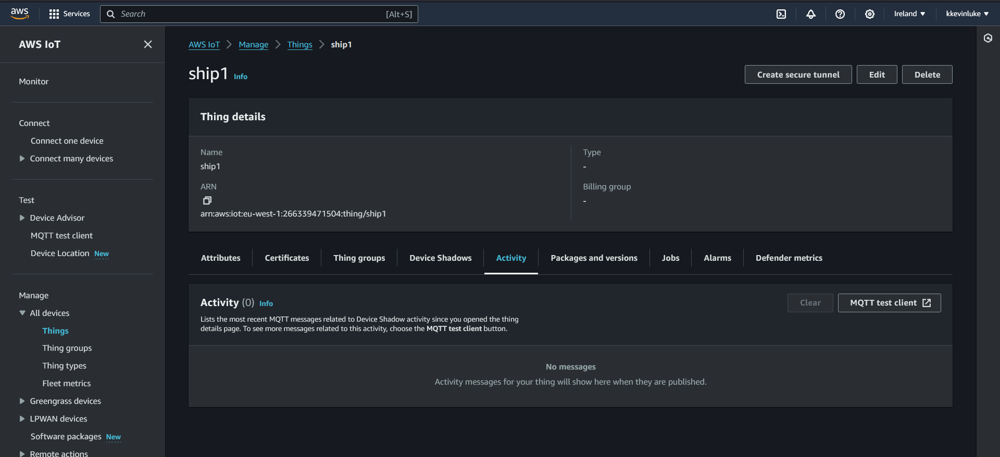 aws
Services
Search
[Alt+S]
Ireland
kkevinluke
AWS IoT
Monitor
Connect
Connect one device
Connect many devices
Test
Device Advisor
MQTT test client
Device Location New
Manage
All devices
Things
Thing groups
Thing types
Fleet metrics
Greengrass devices
LPWAN devices
Software packages New
Remote actions
AWS IoT > Manage > Things > ship1
ship1 Info
Create secure tunnel
Edit
Delete
Thing details
Name
ship1
ARN
arn:aws:iot:eu-west-1:266339471504:thing/ship1
Type
-
Billing group
-
Attributes
Certificates
Thing groups
Device Shadows
Activity
Packages and versions
Jobs
Alarms
Defender metrics
Activity (0) Info
Lists the most recent MQTT messages related to Device Shadow activity since you opened the thing
details page. To see more messages related to this activity, choose the MQTT test client button.
Clear
MQTT test client
No messages
Activity messages for your thing will show here when they are published.